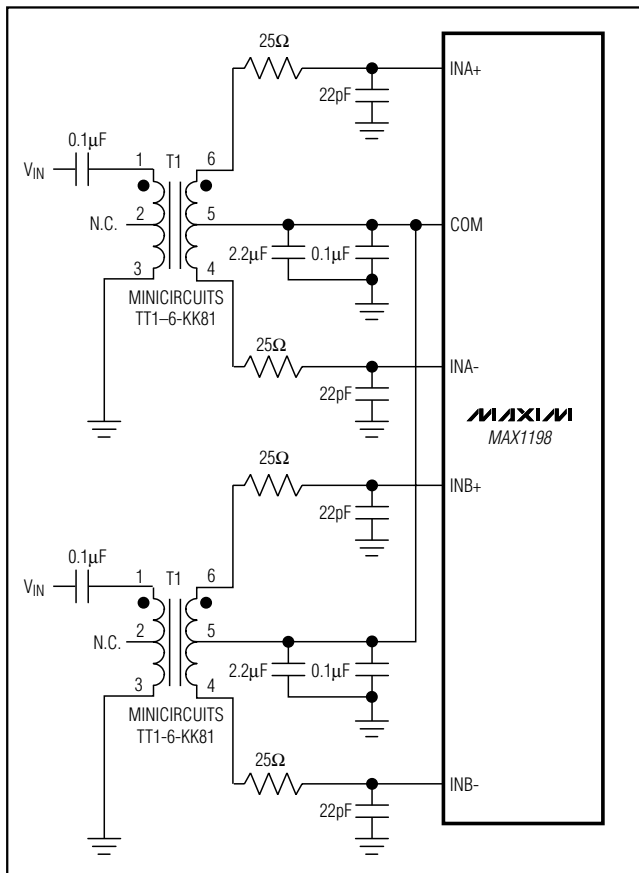 25Ω
INA+
22pF
0.1µF
VIN
1
T1
6
N.C.
2
5
COM
2.2µF
0.1µF
3
4
MINICIRCUITS
TT1–6-KK81
25Ω
INA-
22pF
MAXIM
MAX1198
25Ω
INB+
22pF
0.1µF
VIN
1
T1
6
N.C.
2
5
2.2µF
0.1µF
3
4
MINICIRCUITS
TT1-6-KK81
25Ω
INB-
22pF